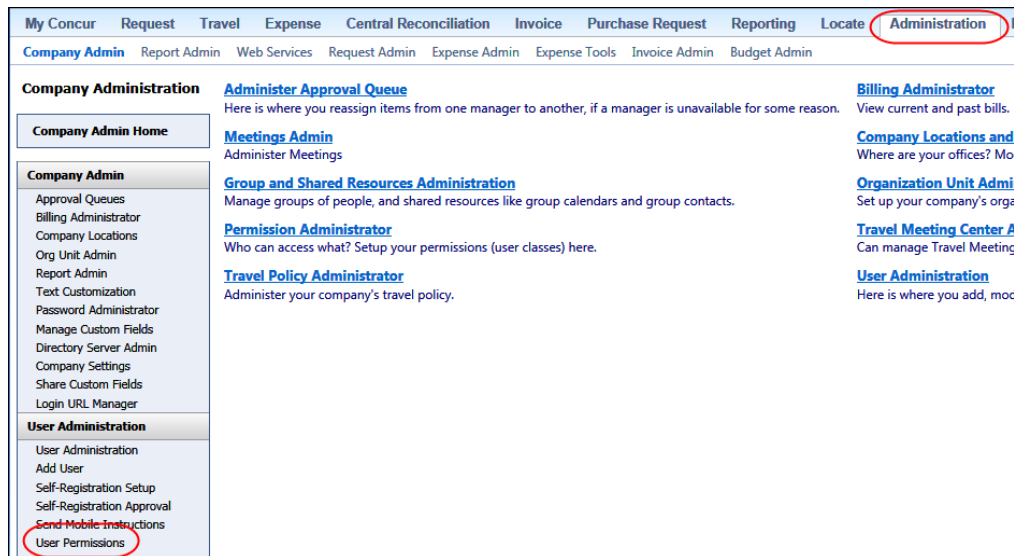 My Concur Request Travel Expense Central Reconciliation Invoice Purchase Request Reporting Locate Administration
Company Admin Report Admin Web Services Request Admin Expense Admin Expense Tools Invoice Admin Budget Admin
Company Administration
Company Admin Home
Company Admin
Approval Queues
Billing Administrator
Company Locations
Org Unit Admin
Report Admin
Text Customization
Password Administrator
Manage Custom Fields
Directory Server Admin
Company Settings
Share Custom Fields
Login URL Manager
User Administration
User Administration
Add User
Self-Registration Setup
Self-Registration Approval
Send Mobile Instructions
User Permissions
Administer Approval Queue
Here is where you reassign items from one manager to another, if a manager is unavailable for some reason.
Meetings Admin
Administer Meetings
Group and Shared Resources Administration
Manage groups of people, and shared resources like group calendars and group contacts.
Permission Administrator
Who can access what? Setup your permissions (user classes) here.
Travel Policy Administrator
Administer your company's travel policy.
Billing Administrator
View current and past bills.
Company Locations and
Where are your offices? Mo
Organization Unit Admi
Set up your company's orga
Travel Meeting Center A
Can manage Travel Meeting
User Administration
Here is where you add, mod